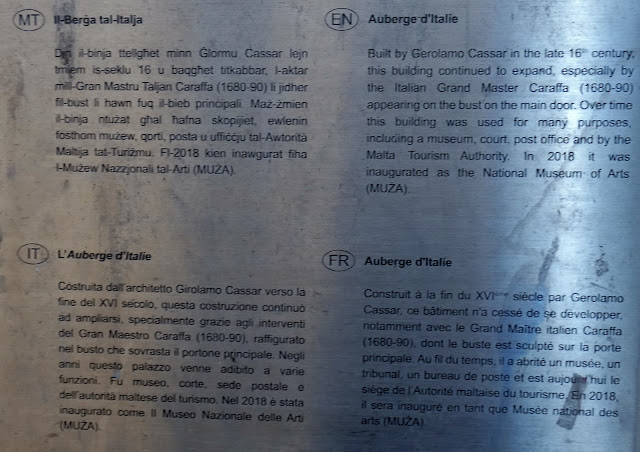 MT Il-Berġa tal-Italja
Din il-binja ttellgħet minn Ġlormu Cassar lejn
tmiem is-seklu 16 u baqgħet titkabbar, l-aktar
mill-Gran Mastru Taljan Caraffa (1680-90) li jidher
fil-bust li hawn fuq il-bieb prinċipali. Maż-żmien
il-binja ntużat għal ħafna skopijiet, ewlenin
fosthom mużew, qorti, posta u uffiċċju tal-Awtorità
Maltija tat-Turiżmu. Fl-2018 kien inawgurat fiha
l-Mużew Nazzjonali tal-Arti (MUŻA).
EN Auberge d'Italie
Built by Gerolamo Cassar in the late 16th century,
this building continued to expand, especially by
the Italian Grand Master Caraffa (1680-90)
appearing on the bust on the main door. Over time
this building was used for many purposes,
including a museum, court, post office and by the
Malta Tourism Authority. In 2018 it was
inaugurated as the National Museum of Arts
(MUŻA).
IT L'Auberge d'Italie
Costruita dall'architetto Girolamo Cassar verso la
fine del XVI secolo, questa costruzione continuò
ad ampliarsi, specialmente grazie agli interventi
del Gran Maestro Caraffa (1680-90), raffigurato
nel busto che sovrasta il portone principale. Negli
anni questo palazzo venne adibito a varie
funzioni. Fu museo, corte, sede postale e
dell'autorità maltese del turismo. Nel 2018 è stata
inaugurato come Il Museo Nazionale delle Arti
(MUŻA).
FR Auberge d'Italie
Construit à la fin du XVIème siècle par Gerolamo
Cassar, ce bâtiment n'a cessé de se développer,
notamment avec le Grand Maître italien Caraffa
(1680-90), dont le buste est sculpté sur la porte
principale. Au fil du temps, il a abrité un musée, un
tribunal, un bureau de poste et est aujourd'hui le
siège de l'Autorité maltaise du tourisme. En 2018,
il sera inauguré en tant que Musée national des
arts (MUŻA).